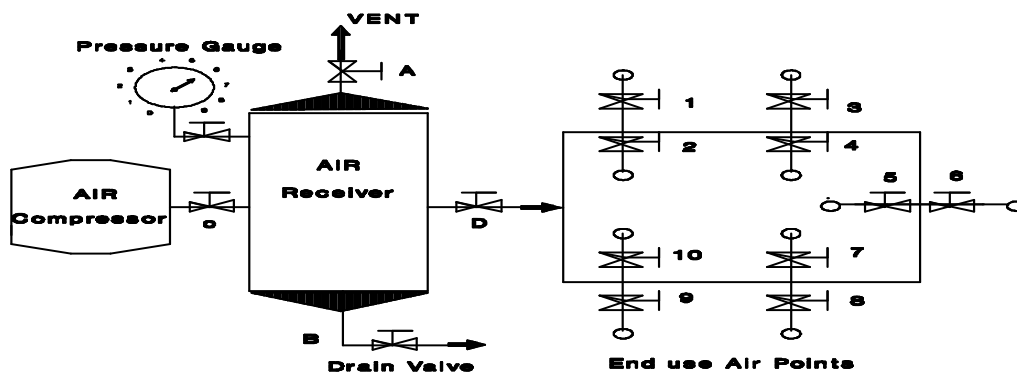 VENT
Pressure Gauge
A
AIR
Receiver
AIR
Compressor
C
D
B
Drain Valve
1
2
3
4
5
6
7
8
9
10
End use Air Points